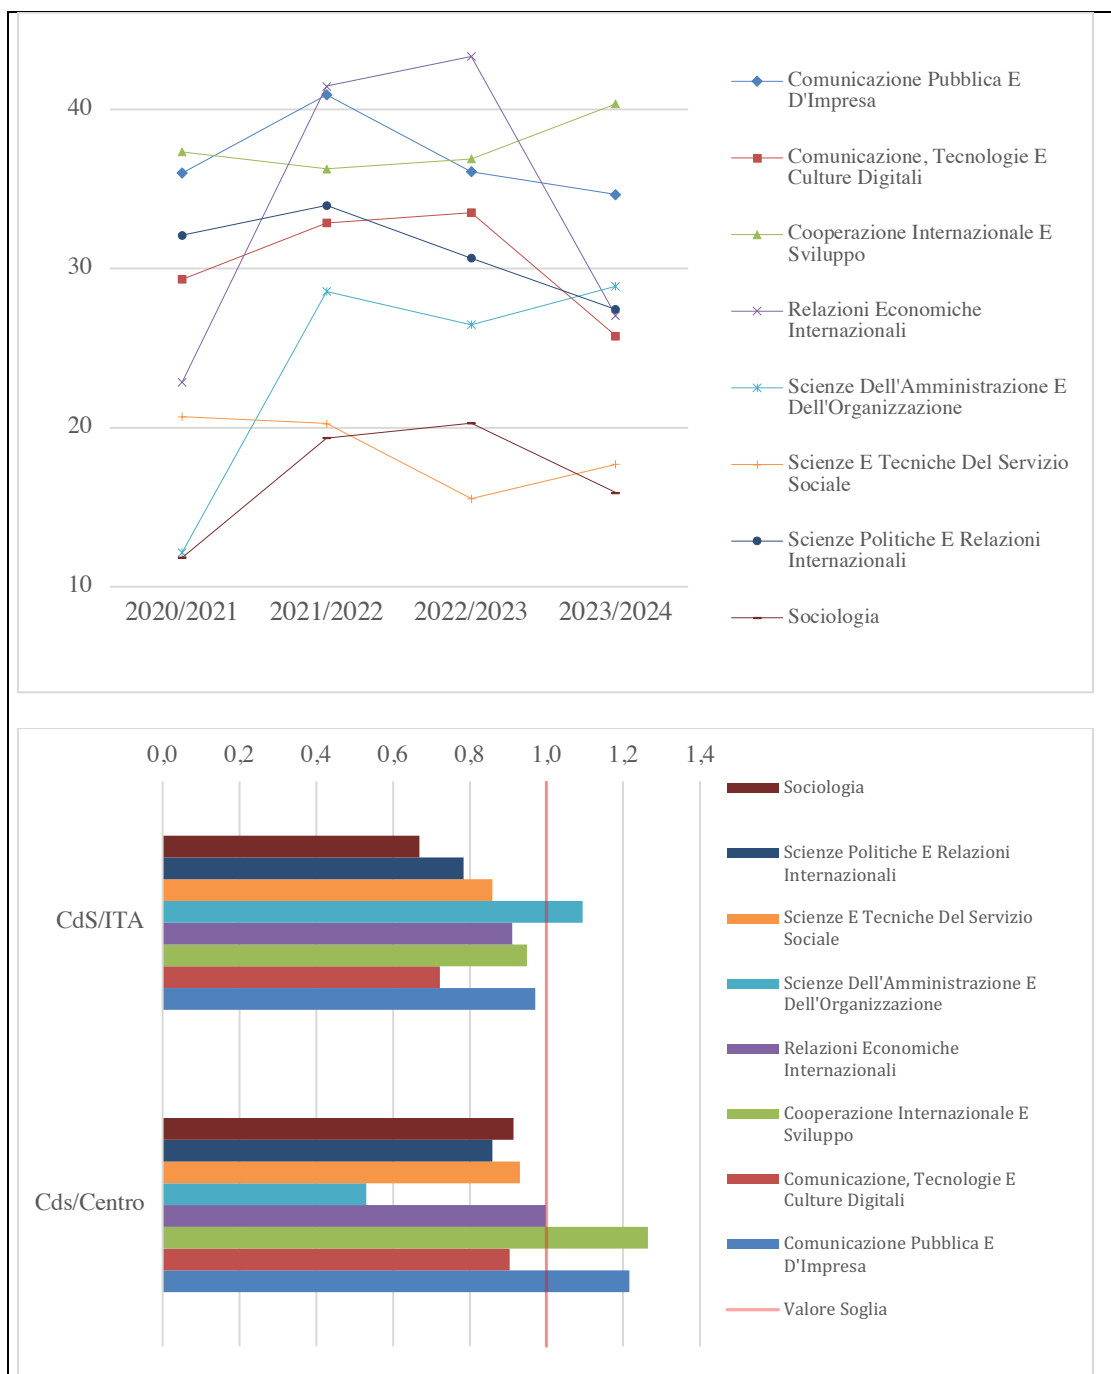 40
30
20
10
2020/2021
2021/2022
2022/2023
2023/2024
Comunicazione Pubblica E
D'Impresa
Comunicazione, Tecnologie E
Culture Digitali
Cooperazione Internazionale E
Sviluppo
Relazioni Economiche
Internazionali
Scienze Dell'Amministrazione E
Dell'Organizzazione
Scienze E Tecniche Del Servizio
Sociale
Scienze Politiche E Relazioni
Internazionali
Sociologia
0,0 0,2 0,4 0,6 0,8 1,0 1,2 1,4
CdS/ITA
Cds/Centro
Sociologia
Scienze Politiche E Relazioni
Internazionali
Scienze E Tecniche Del Servizio
Sociale
Scienze Dell'Amministrazione E
Dell'Organizzazione
Relazioni Economiche
Internazionali
Cooperazione Internazionale E
Sviluppo
Comunicazione, Tecnologie E
Culture Digitali
Comunicazione Pubblica E
D'Impresa
Valore Soglia